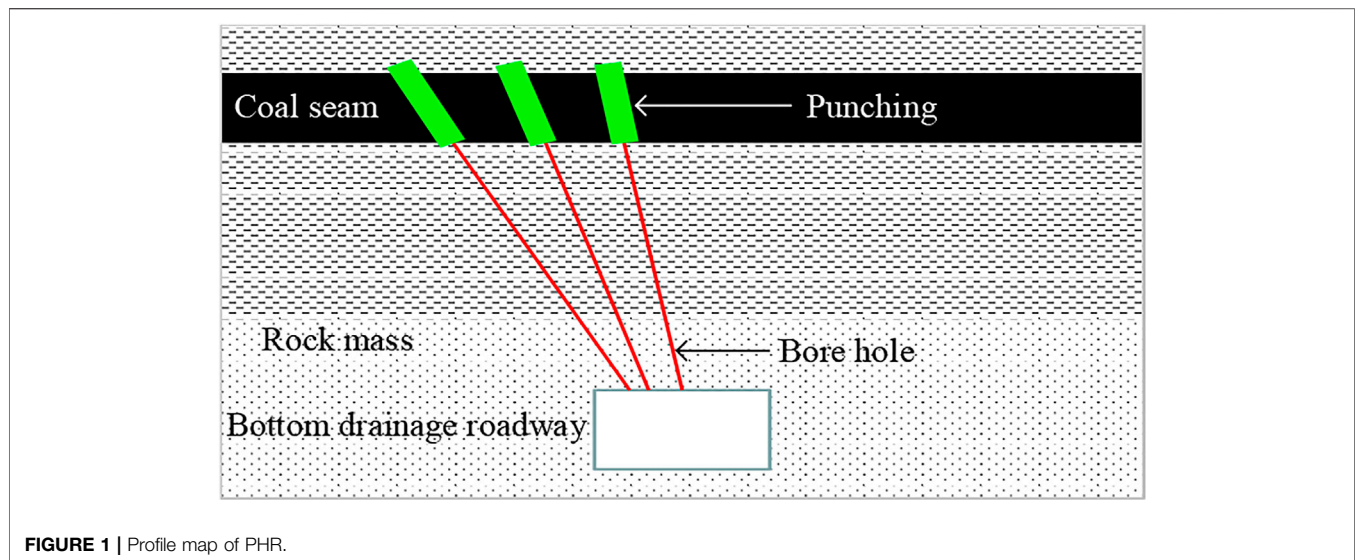 Coal seam
Punching
Rock mass
Bore hole
Bottom drainage roadway
FIGURE 1 | Profile map of PHR.